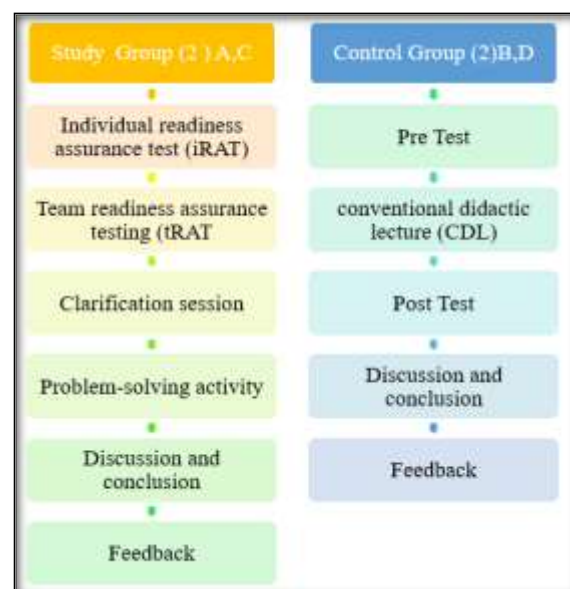 Study Group (2 ) A,C
Individual readiness
assurance test (iRAT)
Team readiness assurance
testing (tRAT
Clarification session
Problem-solving activity
Discussion and
conclusion
Feedback
Control Group (2)B,D
Pre Test
conventional didactic
lecture (CDL)
Post Test
Discussion and
conclusion
Feedback